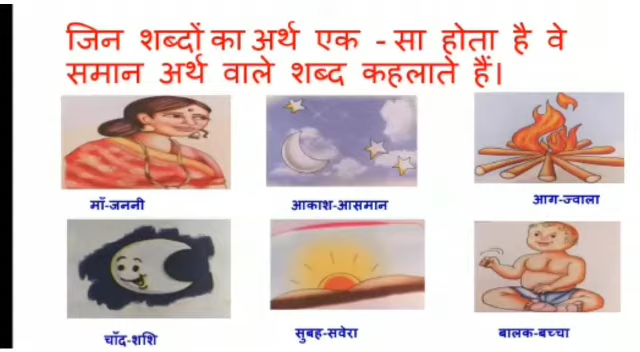 जिन शब्दों का अर्थ एक - सा होता है वे
समान अर्थ वाले शब्द कहलाते हैं।
माँ-जननी
आकाश-आसमान
आग-ज्वाला
चाँद-शशि
सुबह-सवेरा
बालक-बच्चा